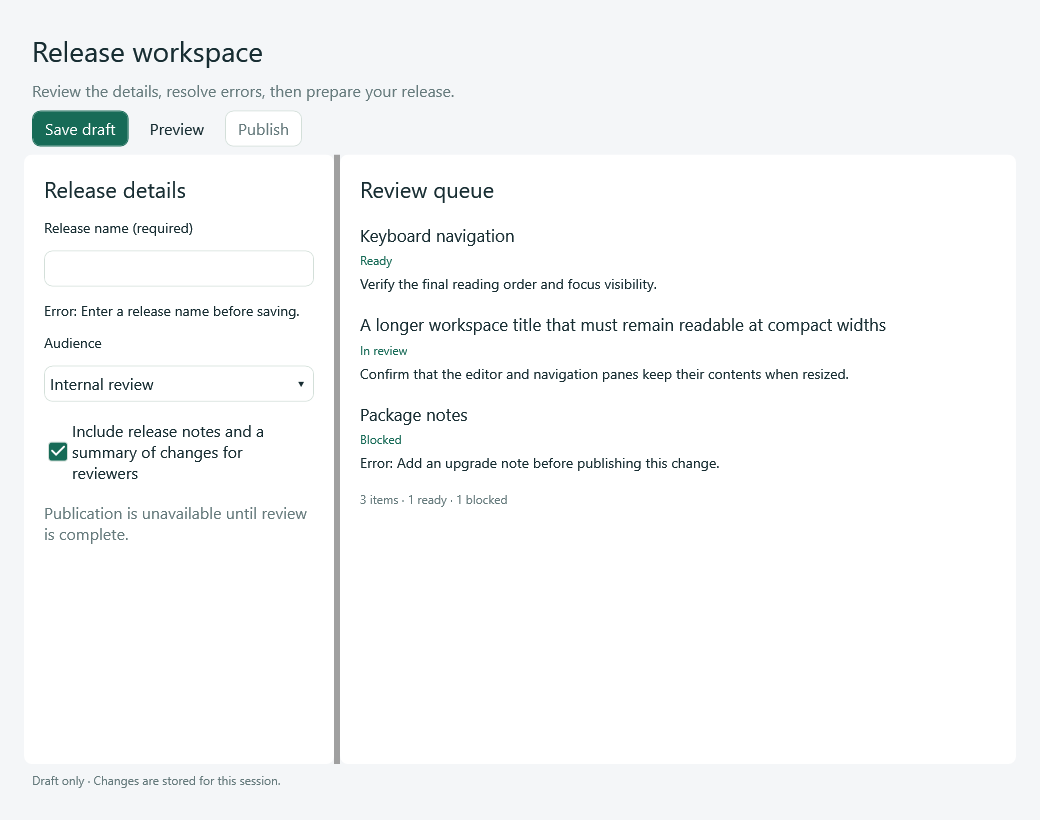 Release workspace
Review the details, resolve errors, then prepare your release.
Save draft
Preview
Publish
Release details
Release name (required)
Error: Enter a release name before saving.
Audience
Internal review
Include release notes and a
summary of changes for
reviewers
Publication is unavailable until review
is complete.
Review queue
Keyboard navigation
Ready
Verify the final reading order and focus visibility.
A longer workspace title that must remain readable at compact widths
In review
Confirm that the editor and navigation panes keep their contents when resized.
Package notes
Blocked
Error: Add an upgrade note before publishing this change.
3 items · 1 ready · 1 blocked
Draft only · Changes are stored for this session.